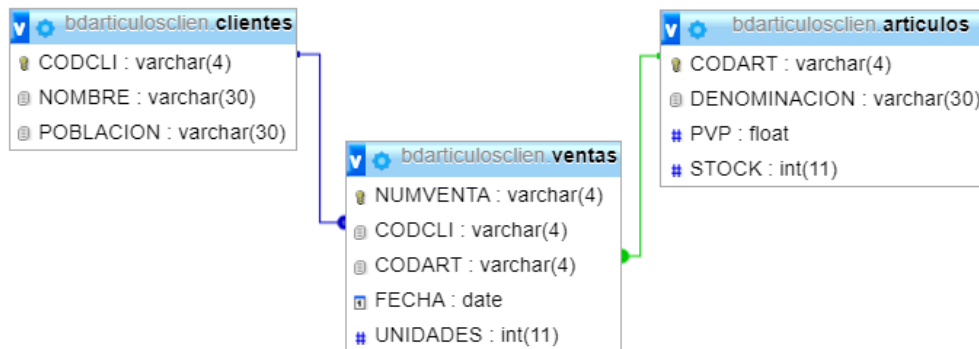 bdarticulosclien.clientes
CODCLI : varchar(4)
NOMBRE : varchar(30)
POBLACION : varchar(30)
bdarticulosclien.ventas
NUMVENTA : varchar(4)
CODCLI : varchar(4)
CODART : varchar(4)
FECHA : date
UNIDADES : int(11)
bdarticulosclien.articulos
CODART : varchar(4)
DENOMINACION : varchar(30)
PVP : float
STOCK : int(11)